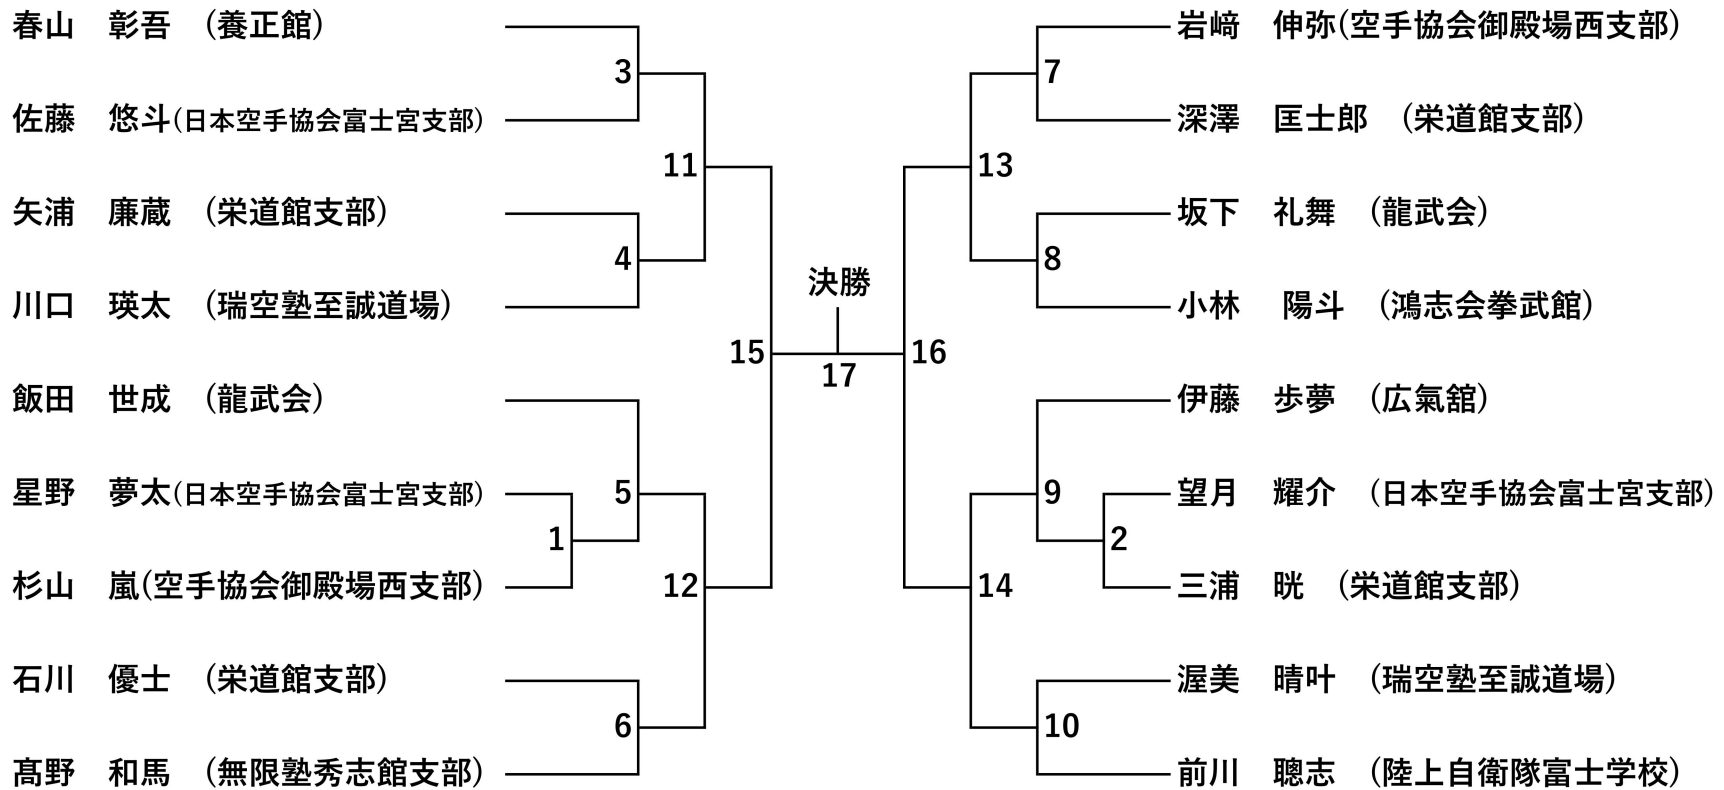 春山　彰吾　(養正館)
3
佐藤　悠斗(日本空手協会富士宮支部)
11
矢浦　廉蔵　(栄道館支部)
4
川口　瑛太　(瑞空塾至誠道場)
15
飯田　世成　(龍武会)
星野　夢太(日本空手協会富士宮支部)
5
1
杉山　嵐(空手協会御殿場西支部)
12
石川　優士　(栄道館支部)
6
髙野　和馬　(無限塾秀志館支部)
決勝
17
岩﨑　伸弥(空手協会御殿場西支部)
7
深澤　匡士郎　(栄道館支部)
13
坂下　礼舞　(龍武会)
8
小林　陽斗　(鴻志会拳武館)
16
伊藤　歩夢　(広氣舘)
9
望月　耀介　(日本空手協会富士宮支部)
2
三浦　晄　(栄道館支部)
14
渥美　晴叶　(瑞空塾至誠道場)
10
前川　聰志　(陸上自衛隊富士学校)